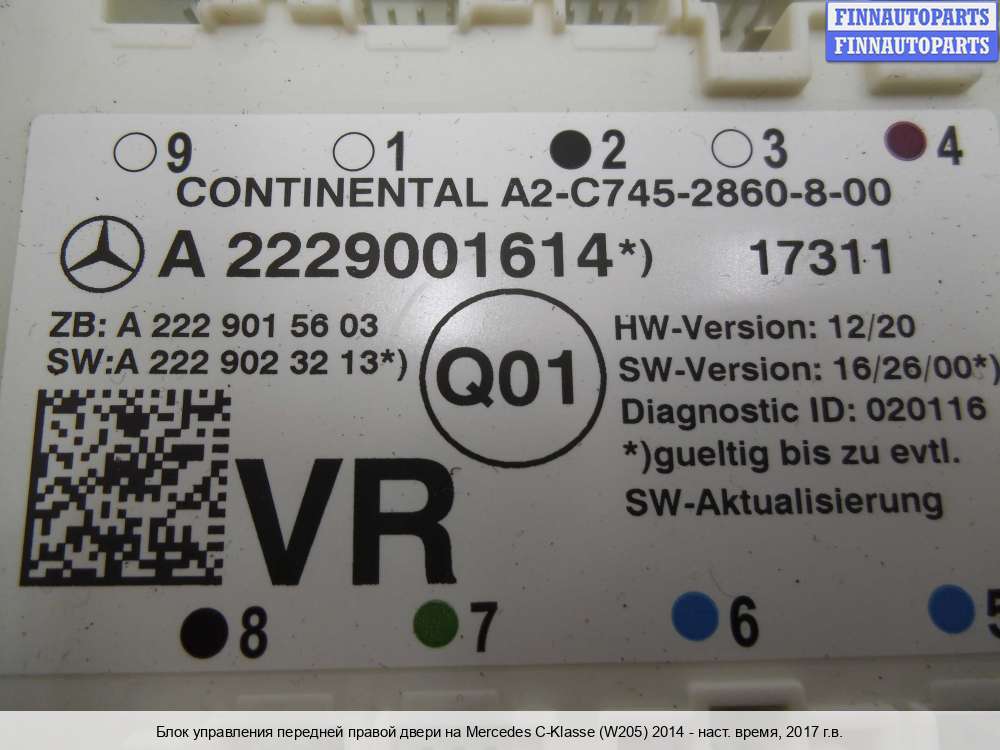 FINNAUTOPARTS
FINNAUTOPARTS
9 1 2 3 4
CONTINENTAL A2-C745-2860-8-00
A 2229001614*) 17311
ZB: A 222 901 56 03
SW:A 222 902 32 13*)
Q01
HW-Version: 12/20
SW-Version: 16/26/00*)
Diagnostic ID: 020116
*)gueltig bis zu evtl.
SW-Aktualisierung
VR
8 7 6 5
Блок управления передней правой двери на Mercedes C-Klasse (W205) 2014 - наст. время, 2017 г.в.